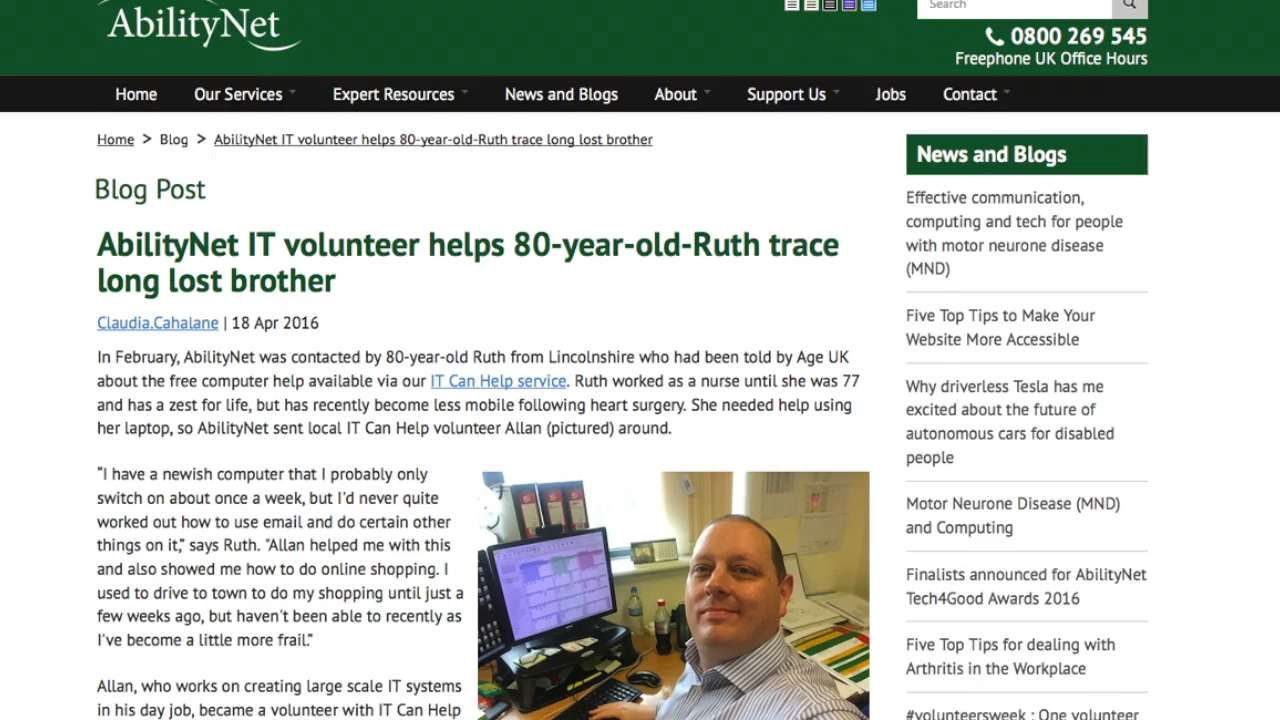 AbilityNet
Search
0800 269 545
Freephone UK Office Hours
Home Our Services Expert Resources News and Blogs About Support Us Jobs Contact
Home > Blog > AbilityNet IT volunteer helps 80-year-old-Ruth trace long lost brother
Blog Post
AbilityNet IT volunteer helps 80-year-old-Ruth trace
long lost brother
Claudia.Cahalane | 18 Apr 2016
In February, AbilityNet was contacted by 80-year-old Ruth from Lincolnshire who had been told by Age UK
about the free computer help available via our IT Can Help service. Ruth worked as a nurse until she was 77
and has a zest for life, but has recently become less mobile following heart surgery. She needed help using
her laptop, so AbilityNet sent local IT Can Help volunteer Allan (pictured) around.
"I have a newish computer that I probably only
switch on about once a week, but I'd never quite
worked out how to use email and do certain other
things on it," says Ruth. "Allan helped me with this
and also showed me how to do online shopping. I
used to drive to town to do my shopping until just a
few weeks ago, but haven't been able to recently as
I've become a little more frail."
Allan, who works on creating large scale IT systems
in his day job, became a volunteer with IT Can Help
News and Blogs
Effective communication,
computing and tech for people
with motor neurone disease
(MND)
Five Top Tips to Make Your
Website More Accessible
Why driverless Tesla has me
excited about the future of
autonomous cars for disabled
people
Motor Neurone Disease (MND)
and Computing
Finalists announced for AbilityNet
Tech4Good Awards 2016
Five Top Tips for dealing with
Arthritis in the Workplace
#volunteersweek : One volunteer